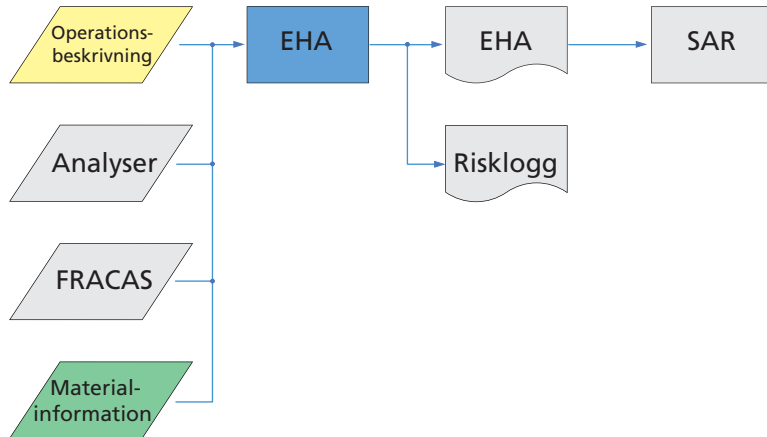 Operations-
beskrivning
EHA
EHA
SAR
Analyser
Risklogg
FRACAS
Material-
information